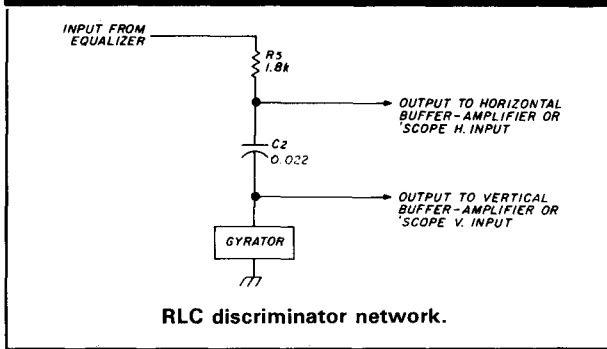 INPUT FROM
EQUALIZER
R5
1.8k
OUTPUT TO HORIZONTAL
BUFFER-AMPLIFIER OR
'SCOPE H. INPUT
C2
0.022
OUTPUT TO VERTICAL
BUFFER-AMPLIFIER OR
'SCOPE V. INPUT
GYRATOR
RLC discriminator network.